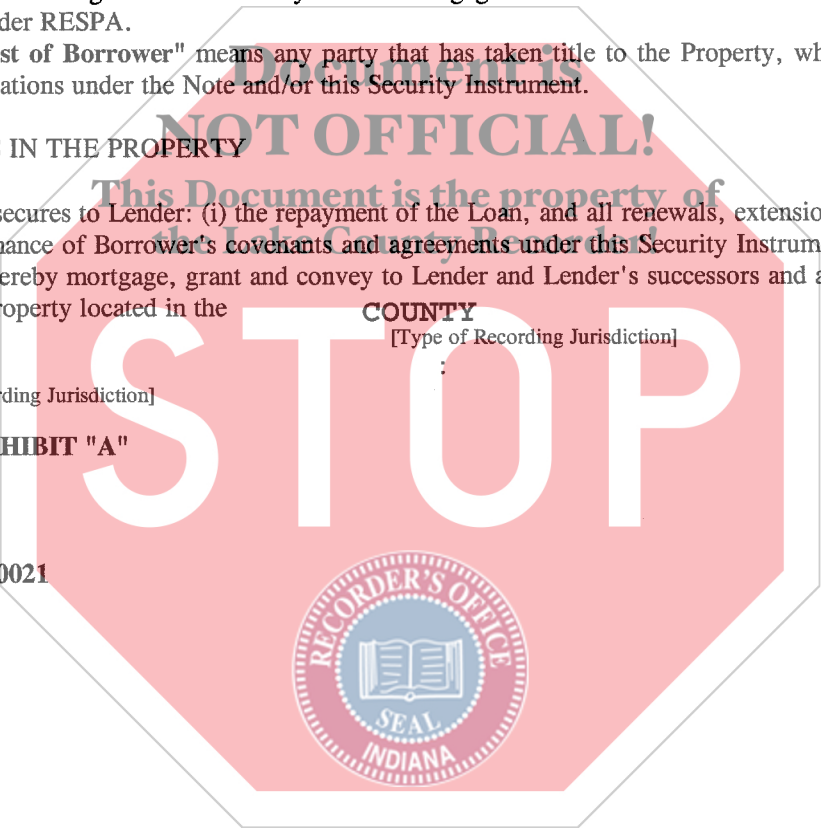 der RESPA.
st of Borrower" means any party that has taken title to the Property, wh
Document is
ations under the Note and/or this Security Instrument.
NOT OFFICIAL!
IN THE PROPERTY
This Document is the property of
secures to Lender: (i) the repayment of the Loan, and all renewals, extensio
the Lake County Recorder!
nance of Borrower's covenants and agreements under this Security Instrum
ereby mortgage, grant and convey to Lender and Lender's successors and a
roperty located in the COUNTY
[Type of Recording Jurisdiction]
:
ding Jurisdiction]
STOP
HIBIT "A"
0021
RECORDER'S OFFICE
SEAL
INDIANA